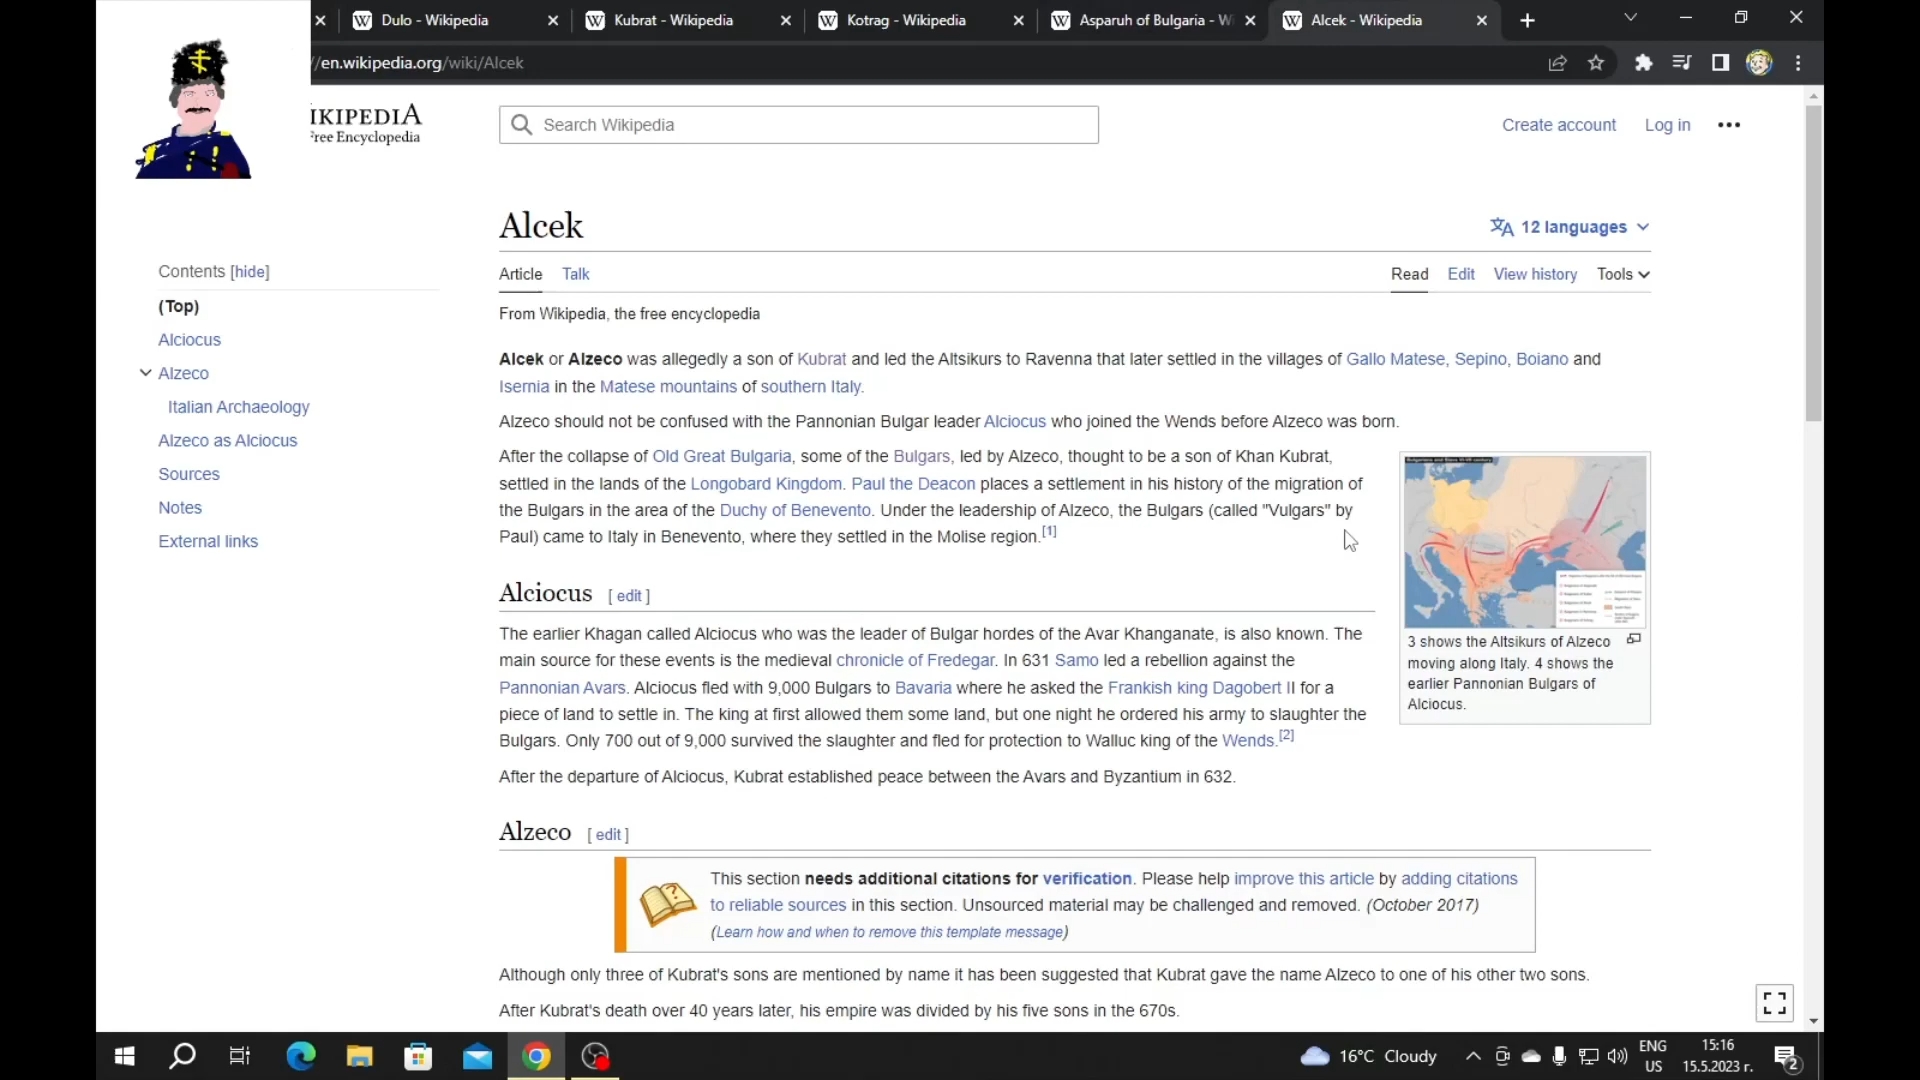 Dulo - Wikipedia
Kubrat - Wikipedia
Kotrag - Wikipedia
Asparuh of Bulgaria - Wi
Alcek - Wikipedia
//en.wikipedia.org/wiki/Alcek
IKIPEDIA
Free Encyclopedia
Search Wikipedia
Create account
Log in
Alcek
12 languages
Contents [hide]
(Top)
Alciocus
Alzeco
Italian Archaeology
Alzeco as Alciocus
Sources
Notes
External links
Article
Talk
Read
Edit
View history
Tools
From Wikipedia, the free encyclopedia
Alcek or Alzeco was allegedly a son of Kubrat and led the Altsikurs to Ravenna that later settled in the villages of Gallo Matese, Sepino, Boiano and
Isernia in the Matese mountains of southern Italy.
Alzeco should not be confused with the Pannonian Bulgar leader Alciocus who joined the Wends before Alzeco was born.
After the collapse of Old Great Bulgaria, some of the Bulgars, led by Alzeco, thought to be a son of Khan Kubrat,
settled in the lands of the Longobard Kingdom. Paul the Deacon places a settlement in his history of the migration of
the Bulgars in the area of the Duchy of Benevento. Under the leadership of Alzeco, the Bulgars (called "Vulgars" by
Paul) came to Italy in Benevento, where they settled in the Molise region.[1]
3 shows the Altsikurs of Alzeco
moving along Italy. 4 shows the
earlier Pannonian Bulgars of
Alciocus.
Alciocus [ edit ]
The earlier Khagan called Alciocus who was the leader of Bulgar hordes of the Avar Khanganate, is also known. The
main source for these events is the medieval chronicle of Fredegar. In 631 Samo led a rebellion against the
Pannonian Avars. Alciocus fled with 9,000 Bulgars to Bavaria where he asked the Frankish king Dagobert II for a
piece of land to settle in. The king at first allowed them some land, but one night he ordered his army to slaughter the
Bulgars. Only 700 out of 9,000 survived the slaughter and fled for protection to Walluc king of the Wends.[2]
After the departure of Alciocus, Kubrat established peace between the Avars and Byzantium in 632.
Alzeco [ edit ]
This section needs additional citations for verification. Please help improve this article by adding citations
to reliable sources in this section. Unsourced material may be challenged and removed. (October 2017)
(Learn how and when to remove this template message)
Although only three of Kubrat's sons are mentioned by name it has been suggested that Kubrat gave the name Alzeco to one of his other two sons.
After Kubrat's death over 40 years later, his empire was divided by his five sons in the 670s.
16°C Cloudy
ENG
US
15:16
15.5.2023 г.
2